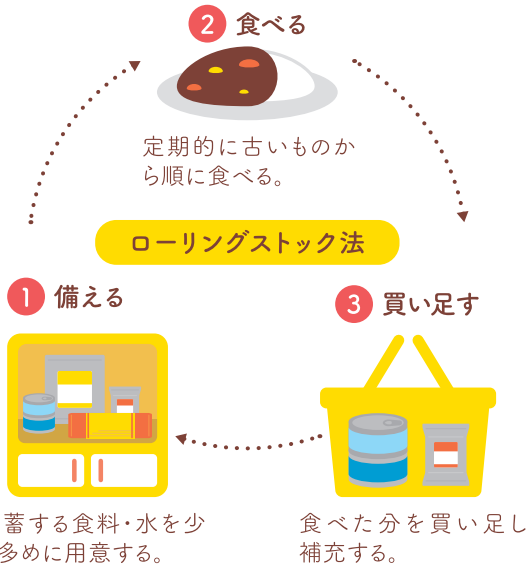 2 食べる
定期的に古いものか
ら順に食べる。
ローリングストック法
1 備える
蓄する食料・水を少
多めに用意する。
3 買い足す
食べた分を買い足し
補充する。